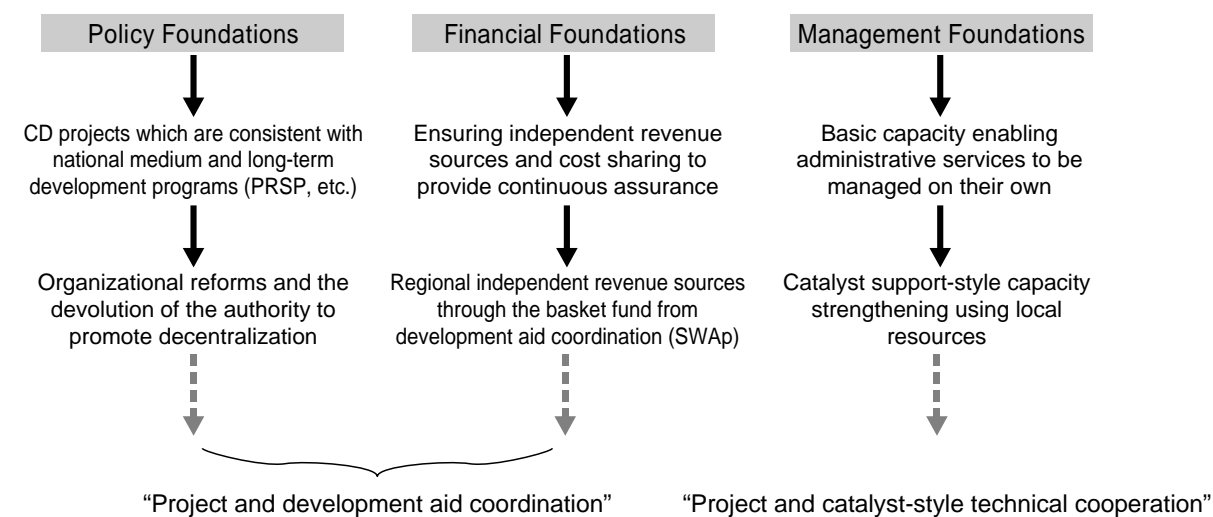 Policy Foundations
CD projects which are consistent with
national medium and long-term
development programs (PRSP, etc.)
Organizational reforms and the
devolution of the authority to
promote decentralization
Financial Foundations
Ensuring independent revenue
sources and cost sharing to
provide continuous assurance
Regional independent revenue sources
through the basket fund from
development aid coordination (SWAp)
“Project and development aid coordination”
Management Foundations
Basic capacity enabling
administrative services to be
managed on their own
Catalyst support-style capacity
strengthening using local
resources
“Project and catalyst-style technical cooperation”